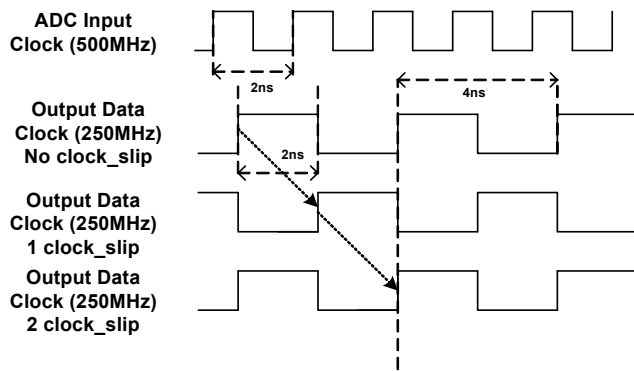 ADC Input
Clock (500MHz)
2ns
Output Data
Clock (250MHz)
No clock_slip
4ns
2ns
Output Data
Clock (250MHz)
1 clock_slip
Output Data
Clock (250MHz)
2 clock_slip